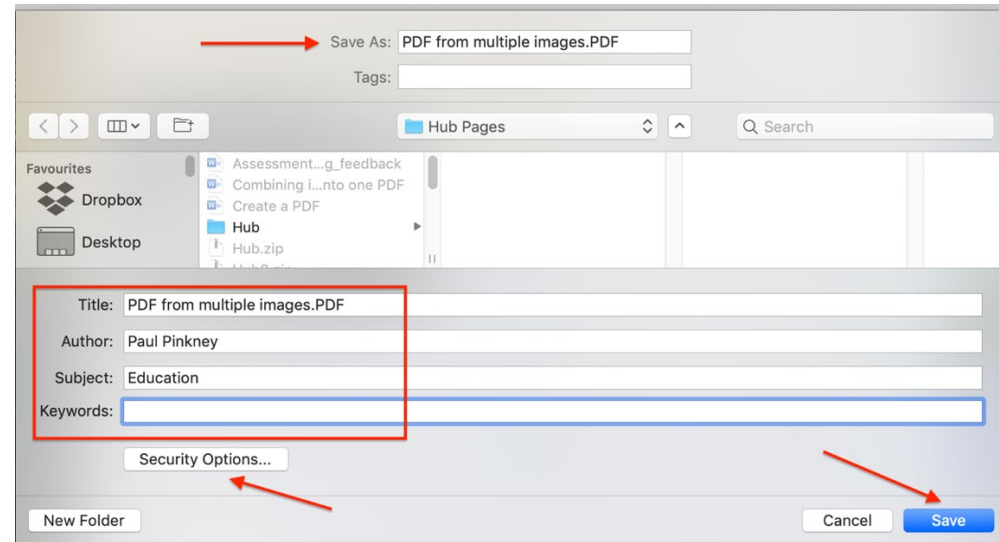 Save As: PDF from multiple images.PDF
Tags:
Hub Pages
Search
Favourites
Dropbox
Desktop
Assessment...g_feedback
Combining i...nto one PDF
Create a PDF
Hub
Hub.zip
Title: PDF from multiple images.PDF
Author: Paul Pinkney
Subject: Education
Keywords:
Security Options...
New Folder
Cancel
Save